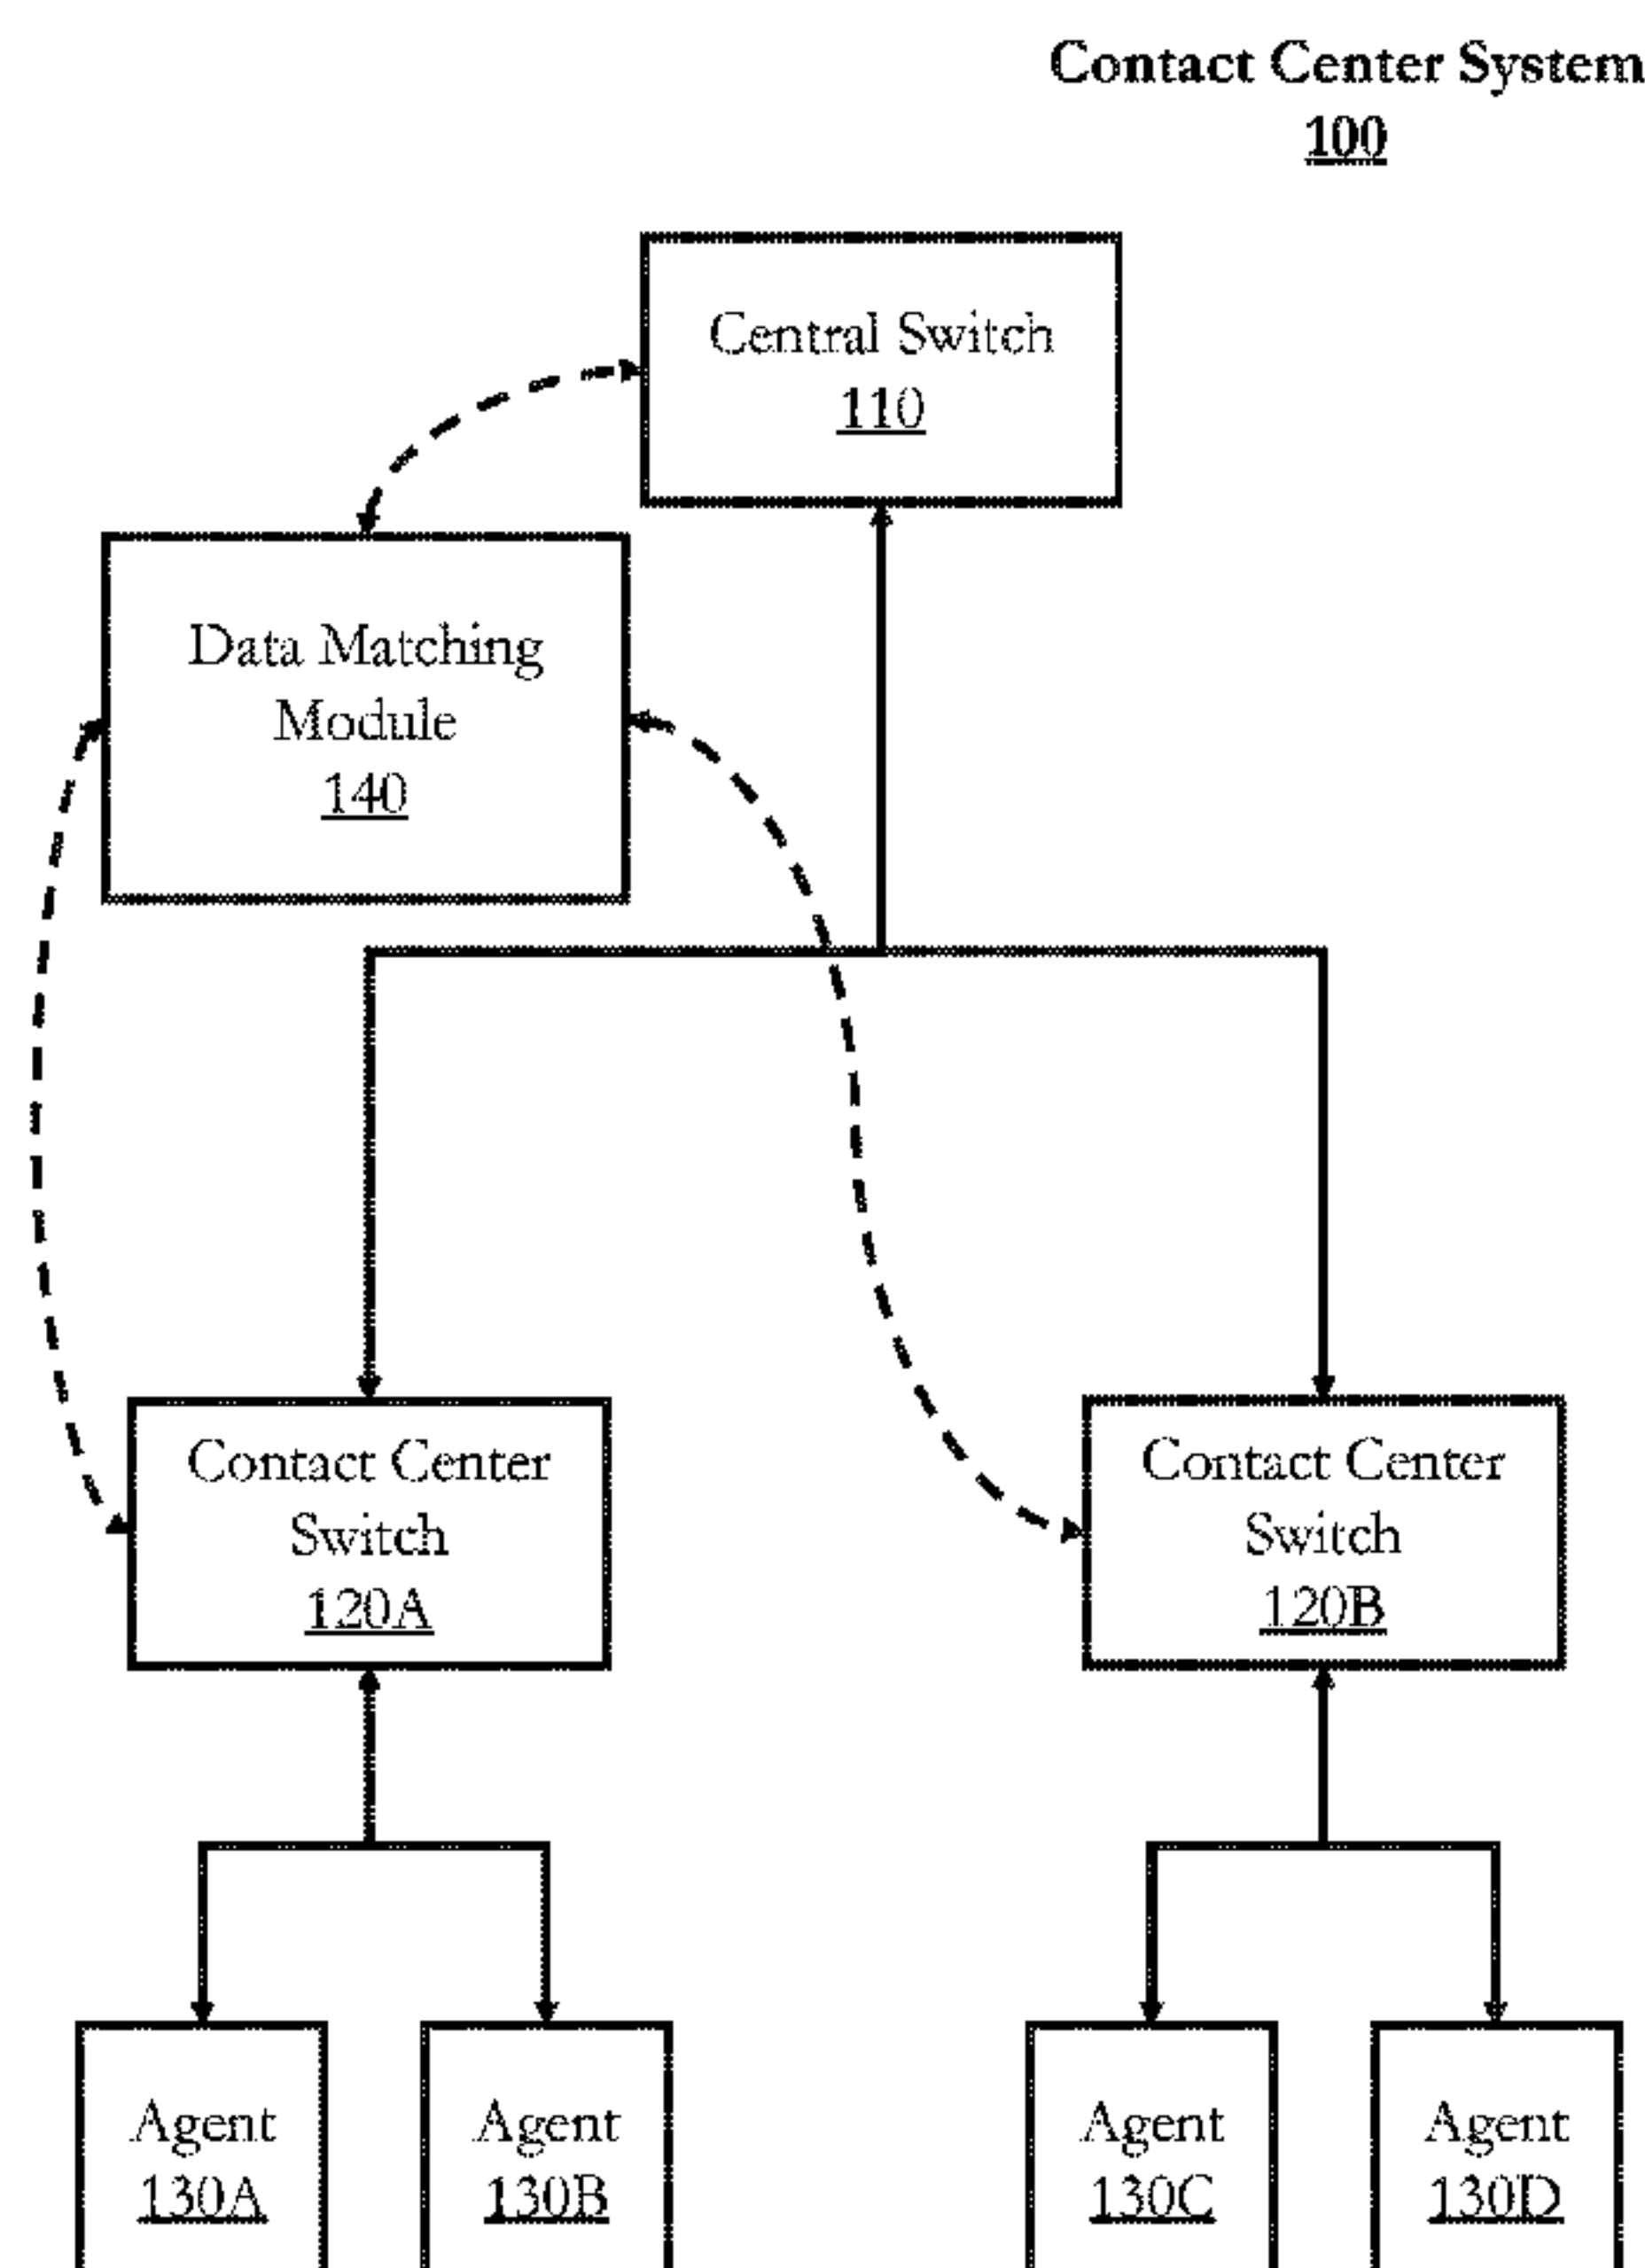 Contact Center System
100
Central Switch
110
Data Matching
Module
140
Contact Center
Switch
120A
Contact Center
Switch
120B
Agent
130A
Agent
130B
Agent
130C
Agent
130D